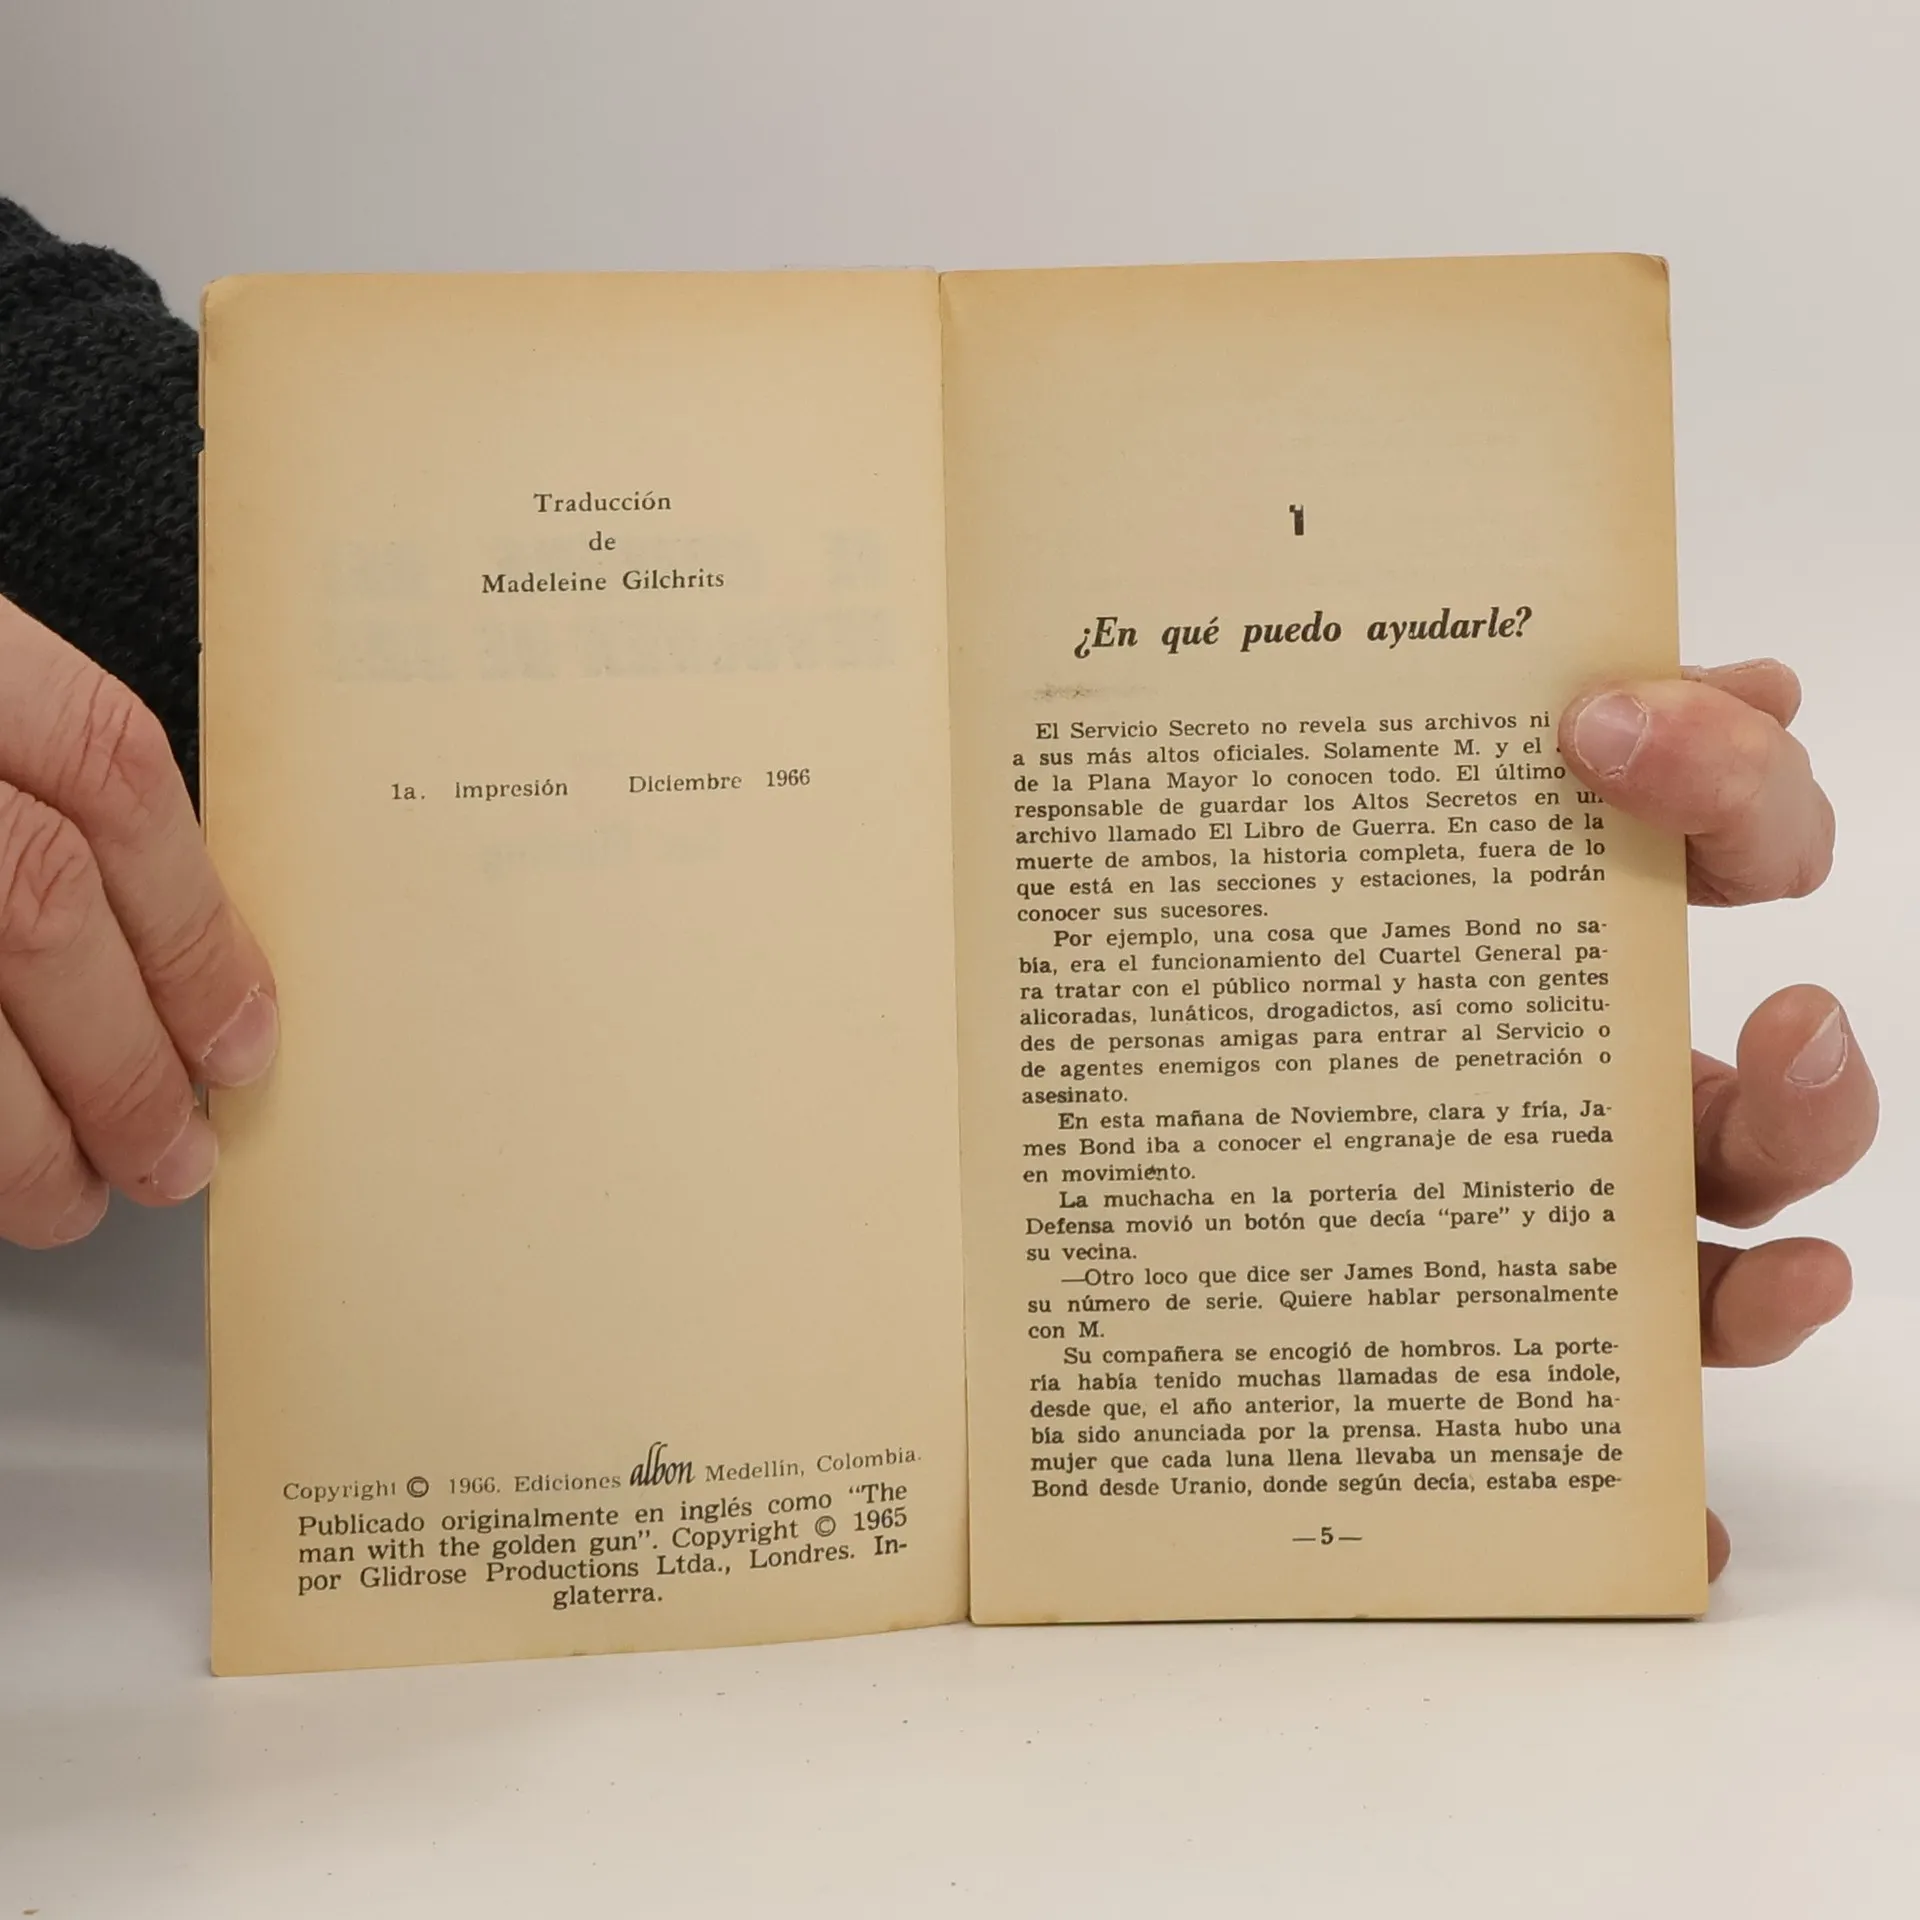 Traducción
de
Madeleine Gilchrits
1a. impresión Diciembre 1966
Copyright © 1966. Ediciones albon Medellín, Colombia.
Publicado originalmente en inglés como “The
man with the golden gun”. Copyright © 1965
por Glidrose Productions Ltda., Londres. In-
glaterra.
1
¿En qué puedo ayudarle?
El Servicio Secreto no revela sus archivos ni
a sus más altos oficiales. Solamente M. y el
de la Plana Mayor lo conocen todo. El último
responsable de guardar los Altos Secretos en un
archivo llamado El Libro de Guerra. En caso de la
muerte de ambos, la historia completa, fuera de lo
que está en las secciones y estaciones, la podrán
conocer sus sucesores.
Por ejemplo, una cosa que James Bond no sa-
bía, era el funcionamiento del Cuartel General pa-
ra tratar con el público normal y hasta con gentes
alicoradas, lunáticos, drogadictos, así como solicitu-
des de personas amigas para entrar al Servicio o
de agentes enemigos con planes de penetración o
asesinato.
En esta mañana de Noviembre, clara y fría, Ja-
mes Bond iba a conocer el engranaje de esa rueda
en movimiento.
La muchacha en la portería del Ministerio de
Defensa movió un botón que decía “pare” y dijo a
su vecina.
—Otro loco que dice ser James Bond, hasta sabe
su número de serie. Quiere hablar personalmente
con M.
Su compañera se encogió de hombros. La porte-
ría había tenido muchas llamadas de esa índole,
desde que, el año anterior, la muerte de Bond ha-
bía sido anunciada por la prensa. Hasta hubo una
mujer que cada luna llena llevaba un mensaje de
Bond desde Uranio, donde según decía, estaba espe-
—5—